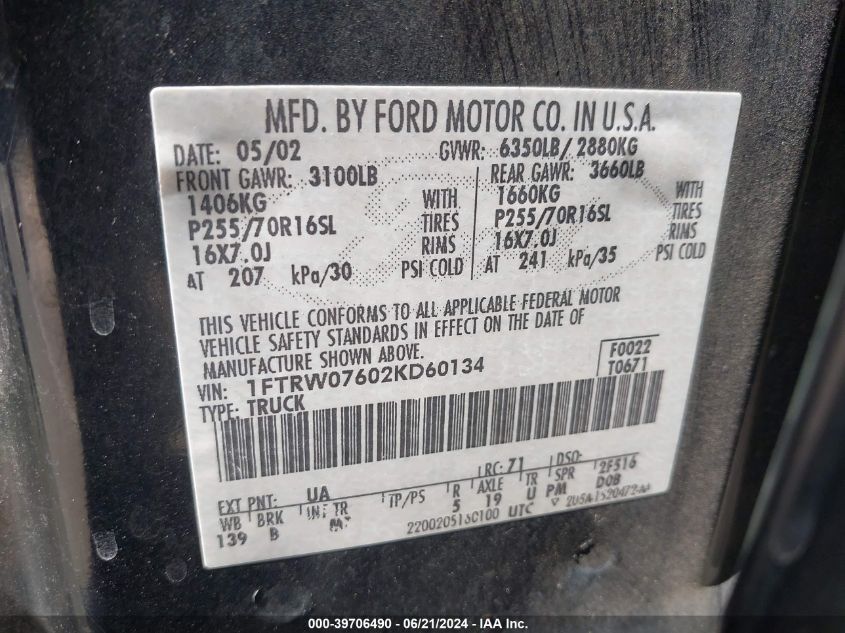 MFD. BY FORD MOTOR CO. IN U.S.A.
DATE: 05/02 GVWR: 6350LB/ 2880KG
FRONT GAWR: 3100LB REAR GAWR: 3660LB
1406KG WITH 1660KG WITH
P255/70R16SL TIRES P255/70R16SL TIRES
16X7.0J RIMS 16X7.0J RIMS
AT 207 kPa/30 PSI COLD AT 241 kPa/35 PSI COLD
THIS VEHICLE CONFORMS TO ALL APPLICABLE FEDERAL MOTOR
VEHICLE SAFETY STANDARDS IN EFFECT ON THE DATE OF
MANUFACTURE SHOWN ABOVE.
F0022
VIN: 1FTRW07602KD60134
T0671
TYPE: TRUCK
RC: 71 DSO:
EXT PNT: UA
WB BRK INT TR TP/PS R AXLE TR SPR 2F516
139 B 5 19 U PM DOB
2200205180100 UTC
000-39706490 - 06/21/2024 - IAA Inc.